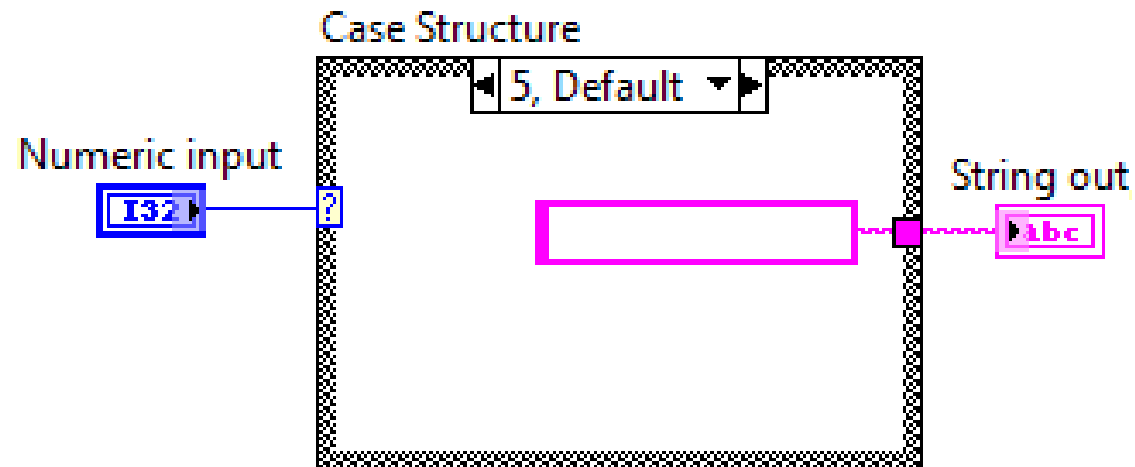 Case Structure
5, Default
Numeric input
I32
?
String out
abc